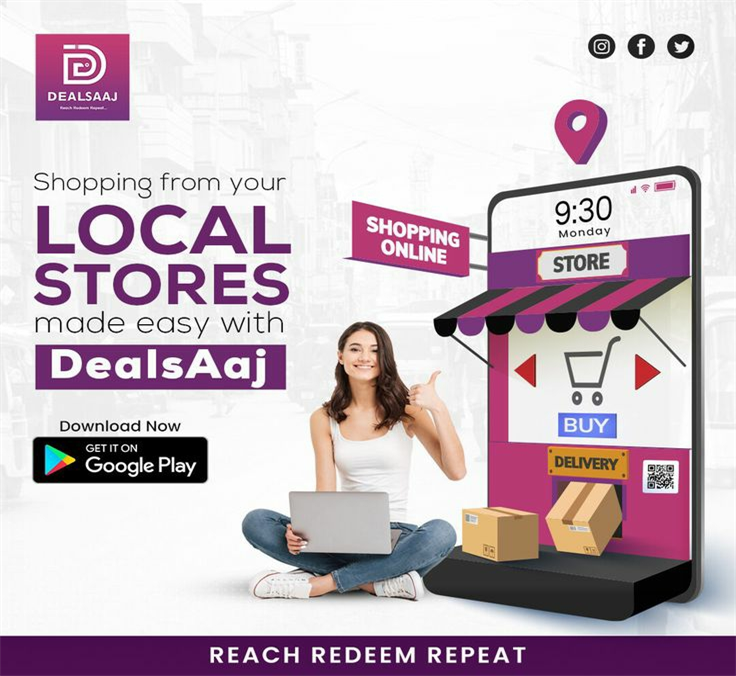 DEALSAAJ
Reach Redeem Repeat...
Shopping from your
LOCAL
STORES
made easy with
DealsAaj
Download Now
GET IT ON
Google Play
SHOPPING
ONLINE
9:30
Monday
STORE
BUY
DELIVERY
REACH REDEEM REPEAT